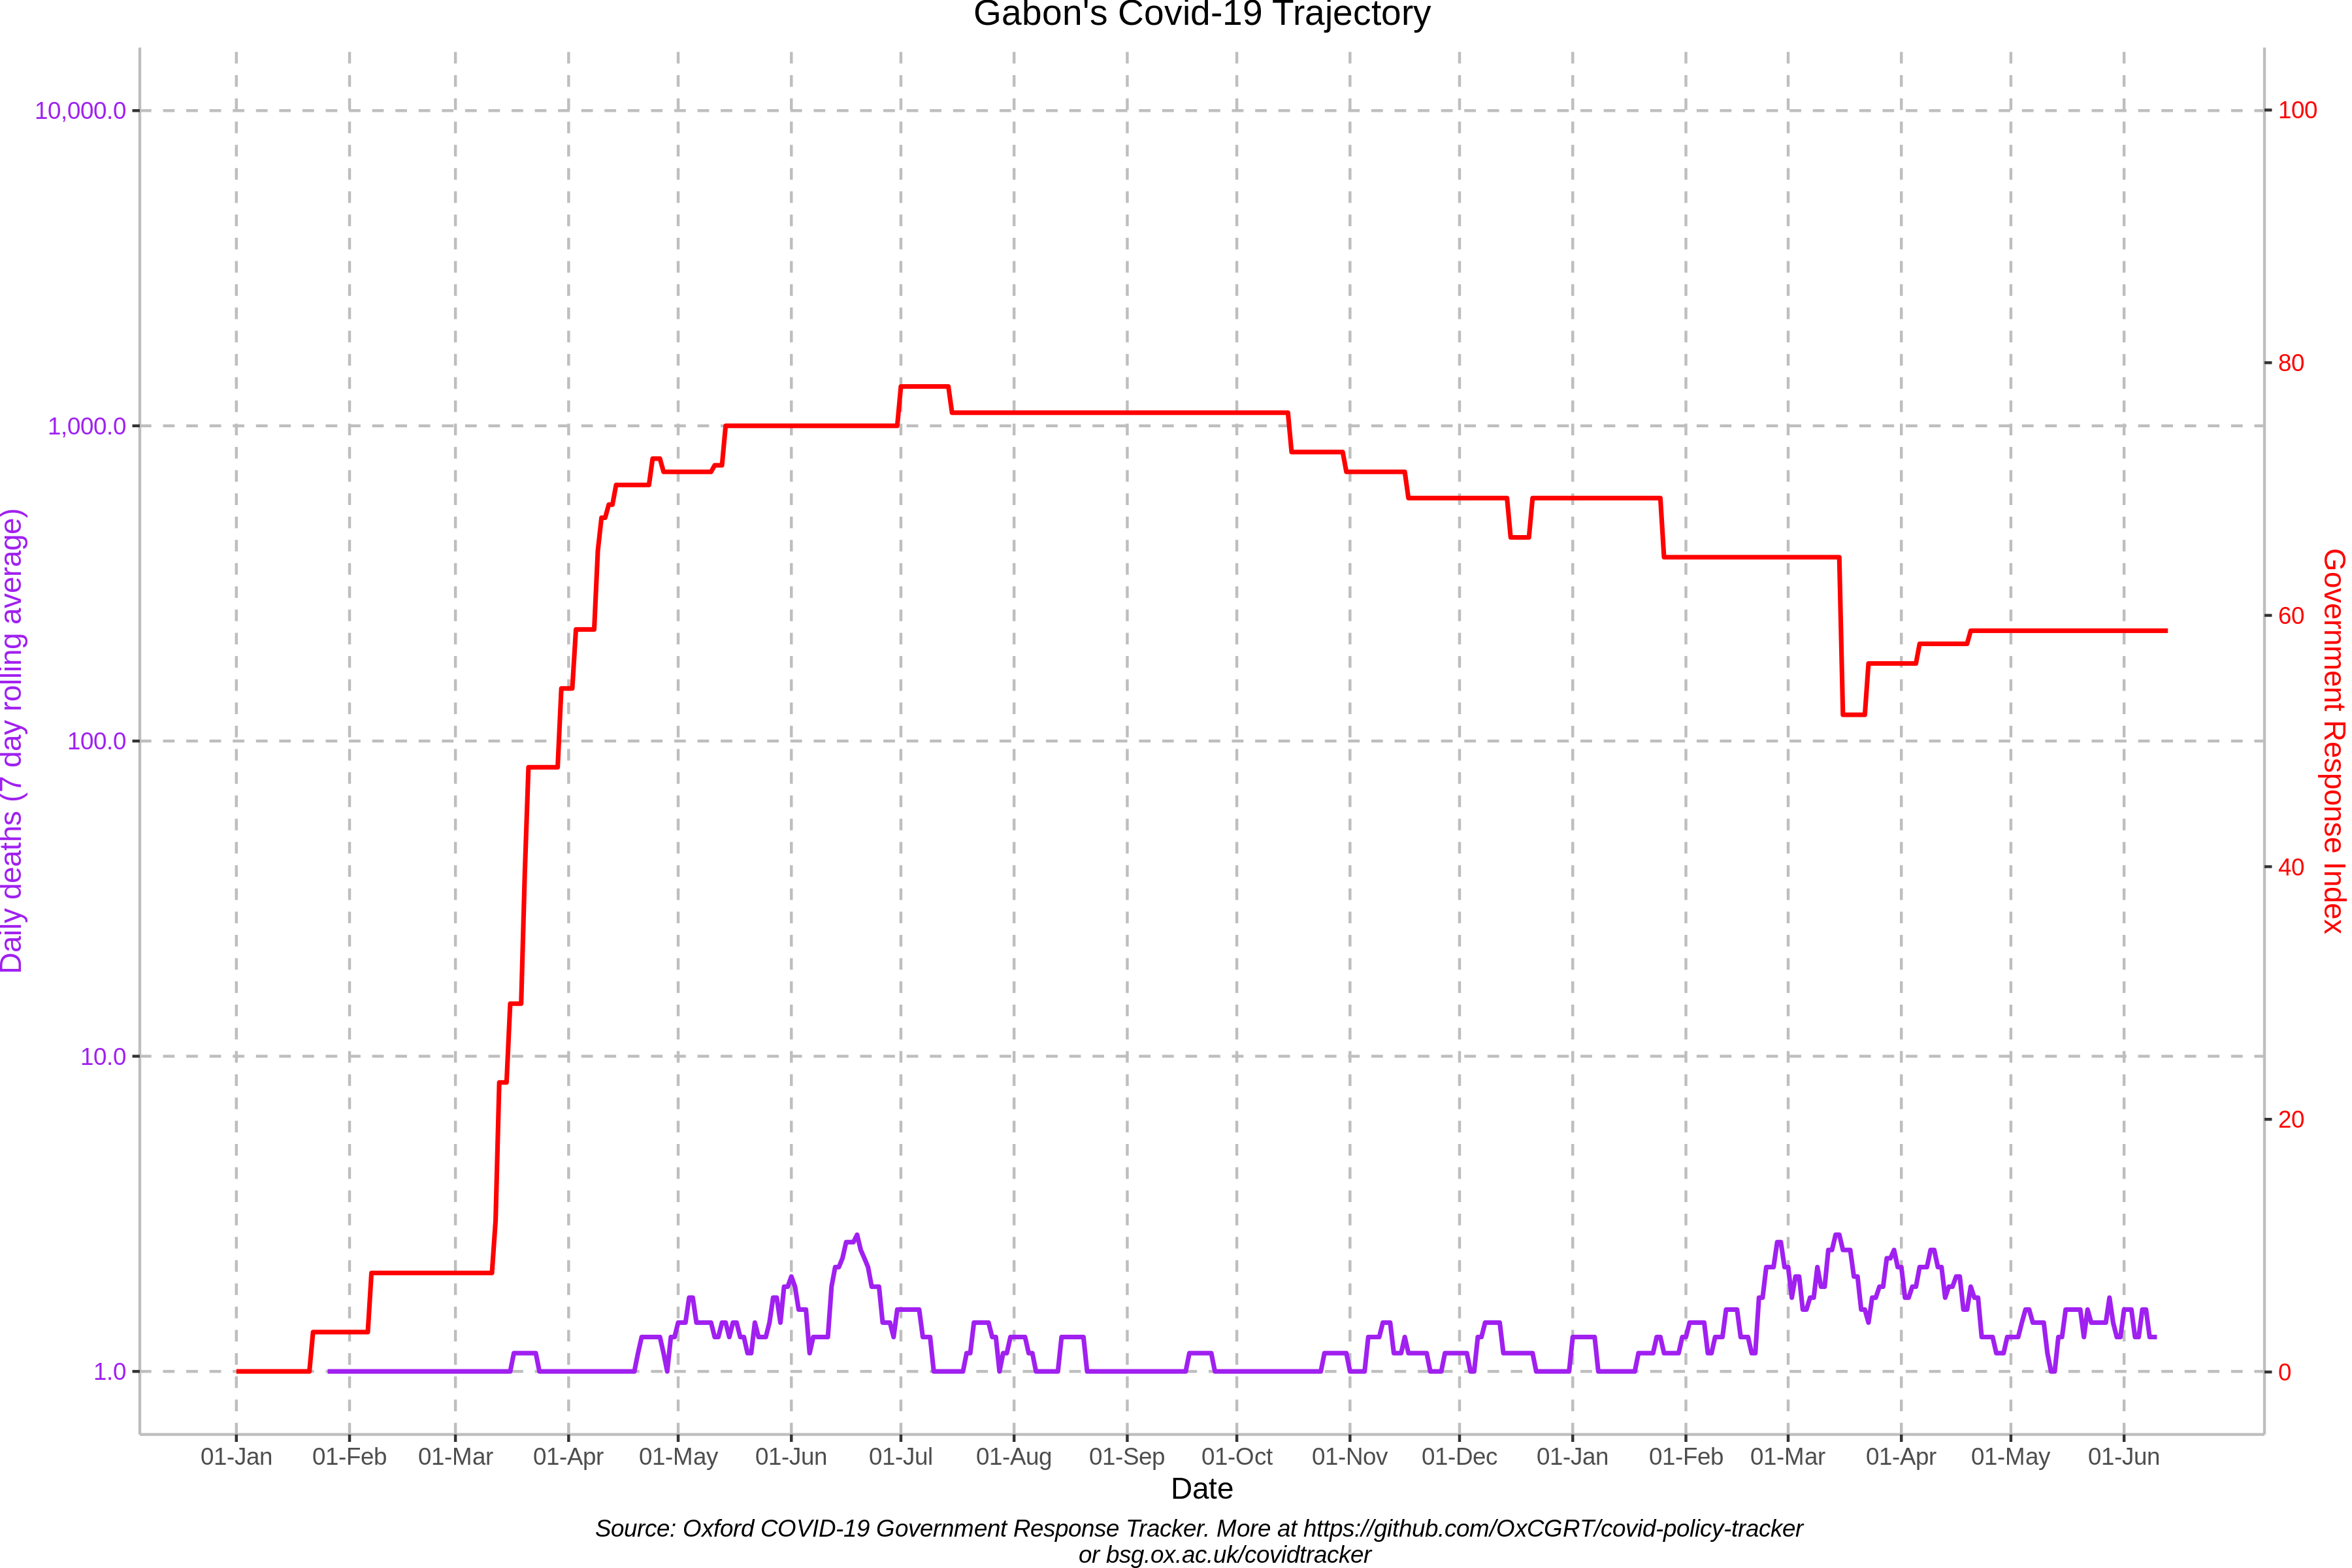 Gabon's Covid-19 Trajectory
Daily deaths (7 day rolling average)
10,000.0
1,000.0
100.0
10.0
1.0
100
80
60
40
20
0
Government Response Index
01-Jan 01-Feb 01-Mar 01-Apr 01-May 01-Jun 01-Jul 01-Aug 01-Sep 01-Oct 01-Nov 01-Dec 01-Jan 01-Feb 01-Mar 01-Apr 01-May 01-Jun
Date
Source: Oxford COVID-19 Government Response Tracker. More at https://github.com/OxCGRT/covid-policy-tracker
or bsg.ox.ac.uk/covidtracker